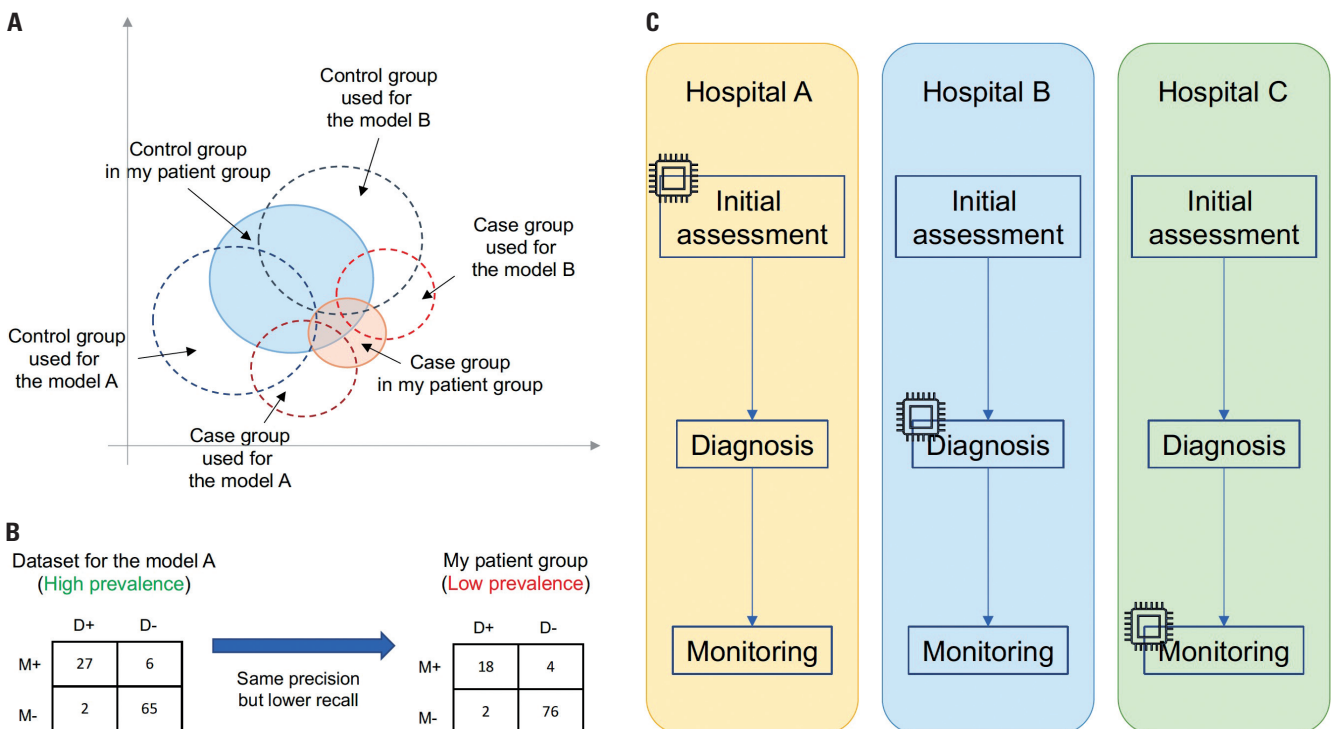 A
Control group
used for
the model B
Control group
in my patient group
Case group
used for
the model B
Control group
used for
the model A
Case group
in my patient group
Case group
used for
the model A
B
Dataset for the model A
(High prevalence)
D+ D-
M+ 27 6
M- 2 65
Same precision
but lower recall
My patient group
(Low prevalence)
D+ D-
M+ 18 4
M- 2 76
C
Hospital A
Initial
assessment
Diagnosis
Monitoring
Hospital B
Initial
assessment
Diagnosis
Monitoring
Hospital C
Initial
assessment
Diagnosis
Monitoring